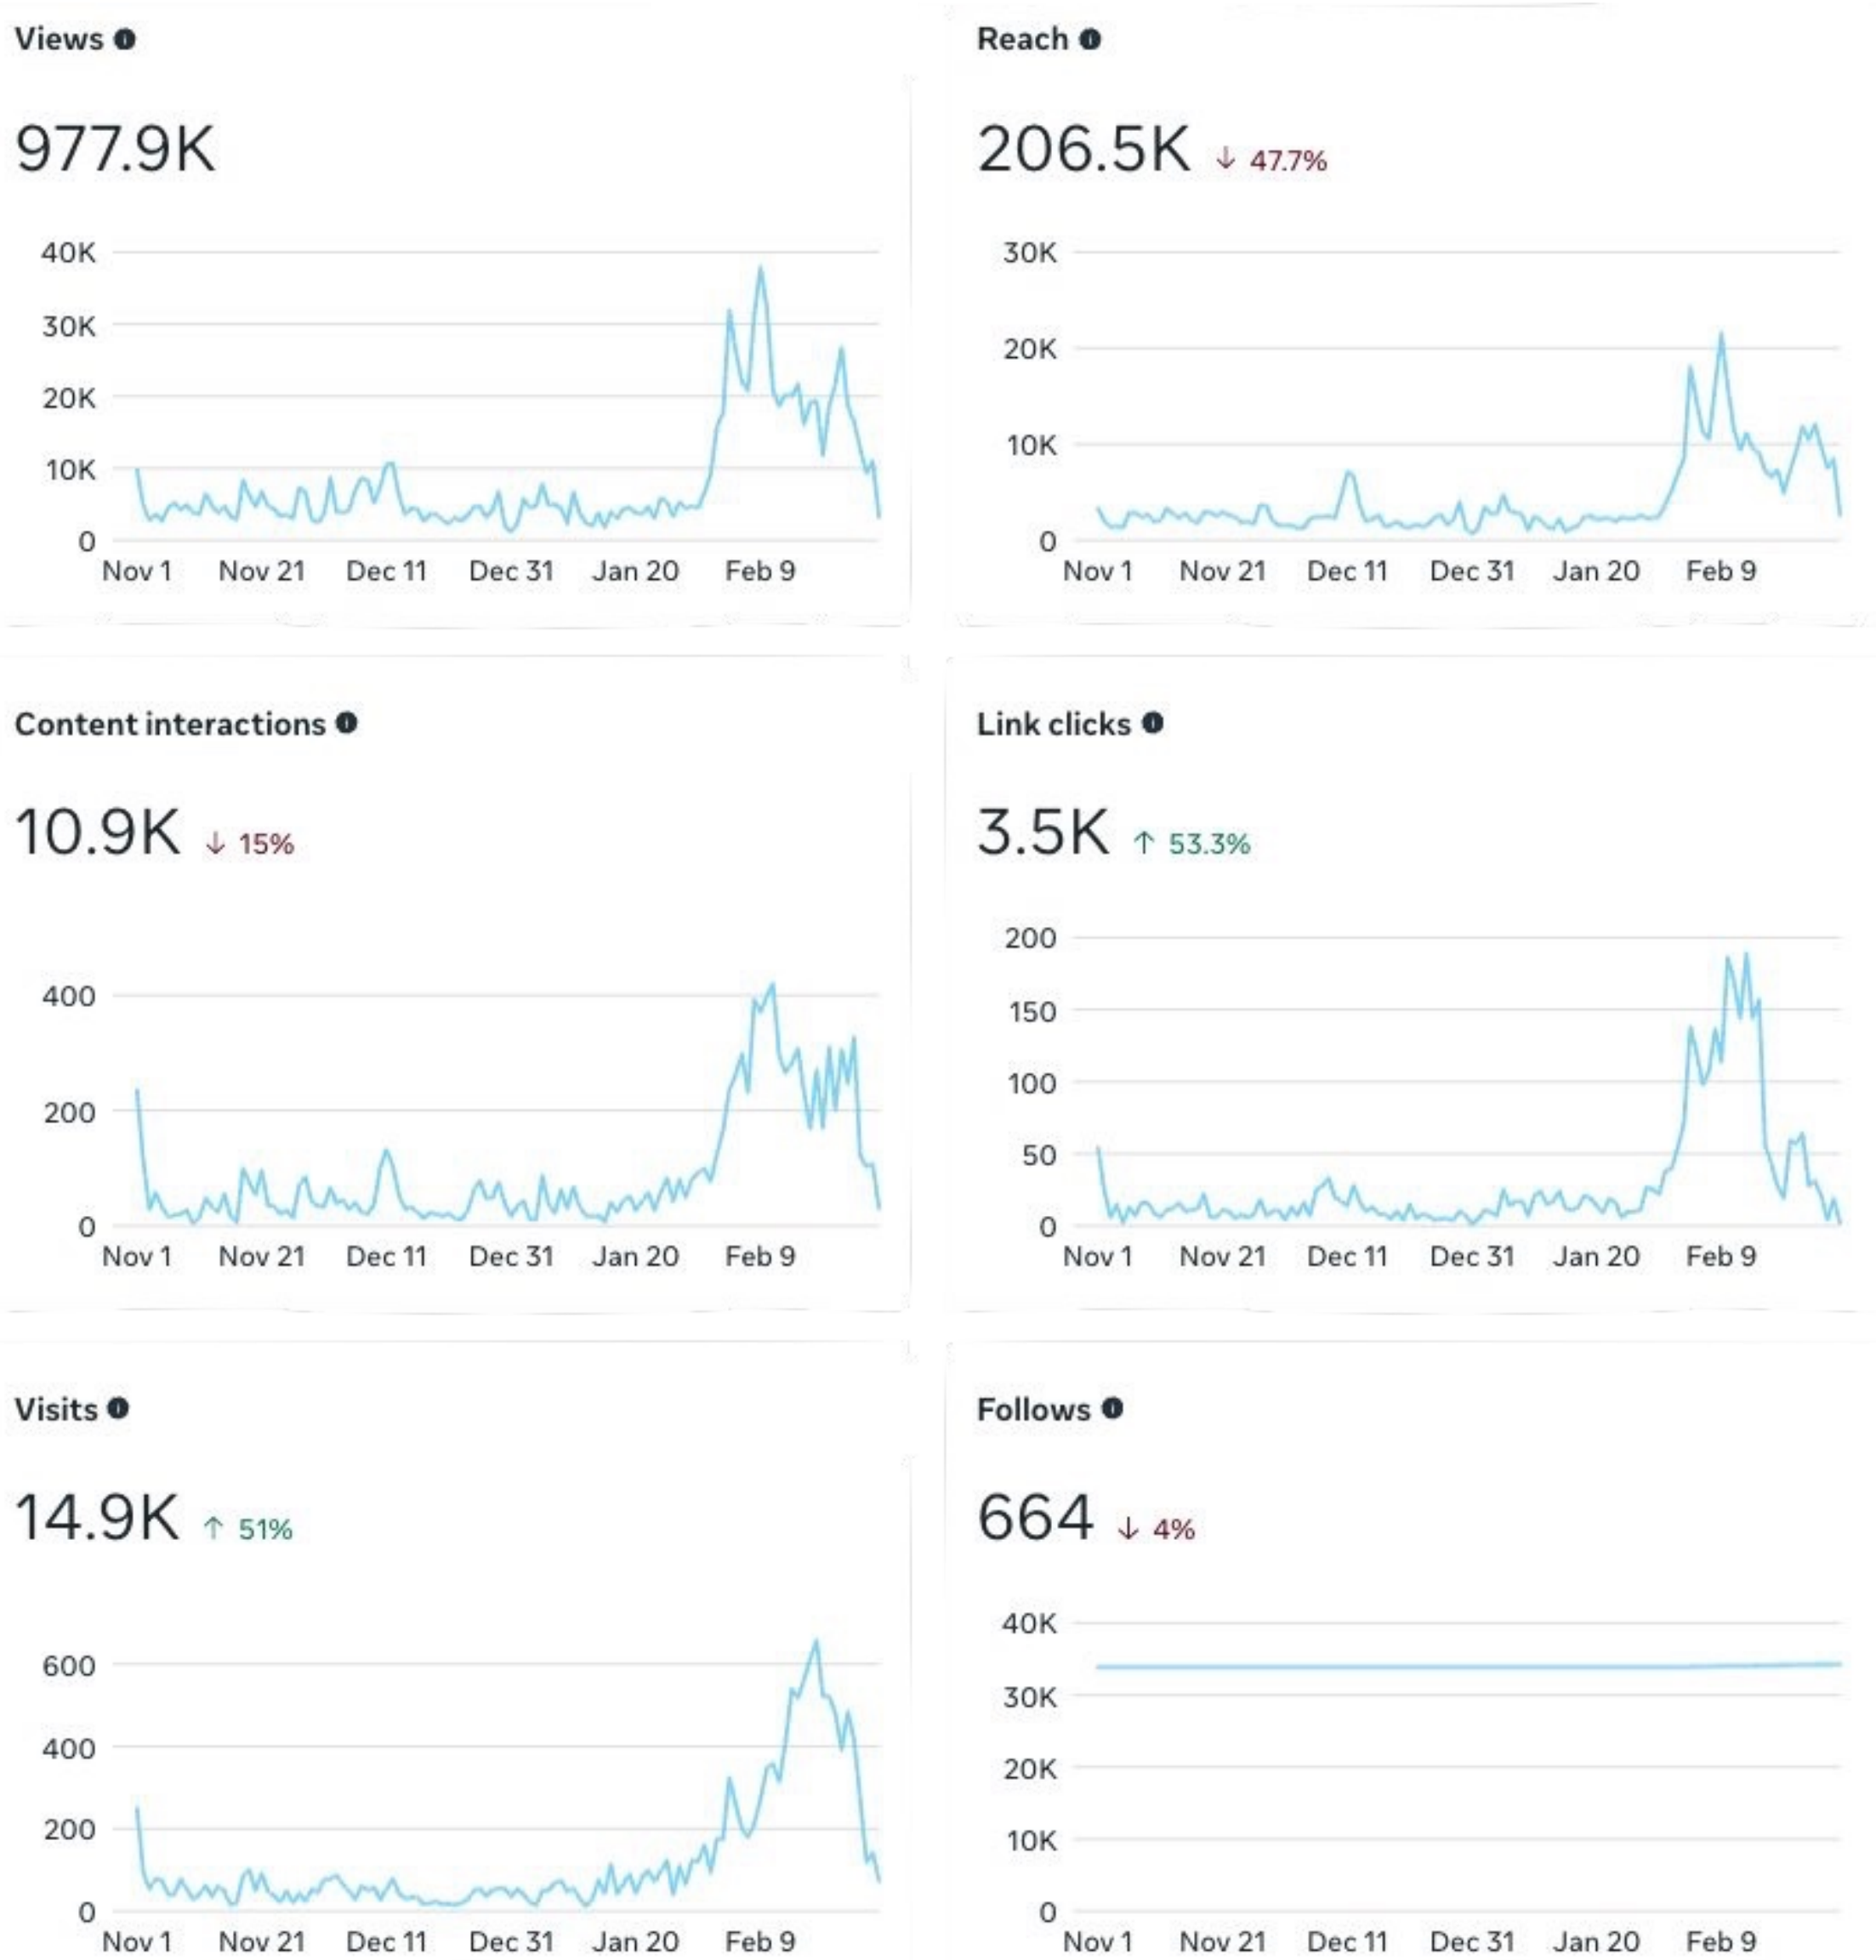 Views
977.9K
40K
30K
20K
10K
0
Nov 1 Nov 21 Dec 11 Dec 31 Jan 20 Feb 9
Reach
206.5K ↓ 47.7%
30K
20K
10K
0
Nov 1 Nov 21 Dec 11 Dec 31 Jan 20 Feb 9
Content interactions
10.9K ↓ 15%
400
200
0
Nov 1 Nov 21 Dec 11 Dec 31 Jan 20 Feb 9
Link clicks
3.5K ↑ 53.3%
200
150
100
50
0
Nov 1 Nov 21 Dec 11 Dec 31 Jan 20 Feb 9
Visits
14.9K ↑ 51%
600
400
200
0
Nov 1 Nov 21 Dec 11 Dec 31 Jan 20 Feb 9
Follows
664 ↓ 4%
40K
30K
20K
10K
0
Nov 1 Nov 21 Dec 11 Dec 31 Jan 20 Feb 9